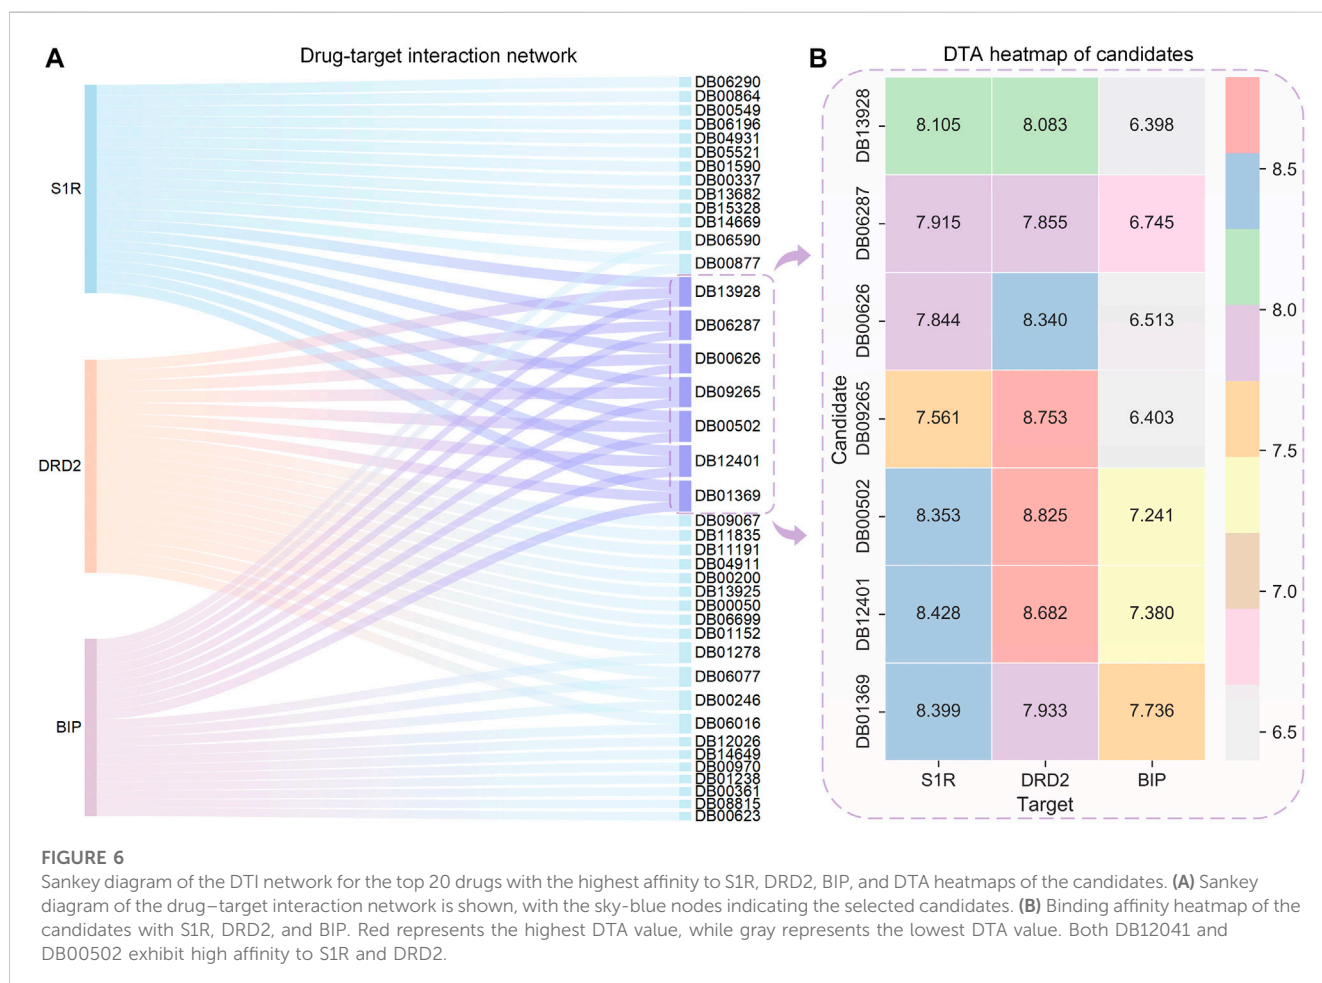 A
Drug-target interaction network
S1R
DRD2
BIP
DB06290
DB00864
DB00549
DB06196
DB04931
DB05521
DB01590
DB00337
DB13682
DB15328
DB14669
DB06590
DB00877
DB13928
DB06287
DB00626
DB09265
DB00502
DB12401
DB01369
DB09067
DB11835
DB11191
DB04911
DB00200
DB13925
DB00050
DB06699
DB01152
DB01278
DB06077
DB00246
DB06016
DB12026
DB14649
DB00970
DB01238
DB00361
DB08815
DB00623
B
DTA heatmap of candidates
Candidate
DB13928 8.105 8.083 6.398
DB06287 7.915 7.855 6.745
DB00626 7.844 8.340 6.513
DB09265 7.561 8.753 6.403
DB00502 8.353 8.825 7.241
DB12401 8.428 8.682 7.380
DB01369 8.399 7.933 7.736
S1R DRD2 BIP
Target
8.5
8.0
7.5
7.0
6.5
FIGURE 6
Sankey diagram of the DTI network for the top 20 drugs with the highest affinity to S1R, DRD2, BIP, and DTA heatmaps of the candidates. (A) Sankey
diagram of the drug–target interaction network is shown, with the sky-blue nodes indicating the selected candidates. (B) Binding affinity heatmap of the
candidates with S1R, DRD2, and BIP. Red represents the highest DTA value, while gray represents the lowest DTA value. Both DB12041 and
DB00502 exhibit high affinity to S1R and DRD2.